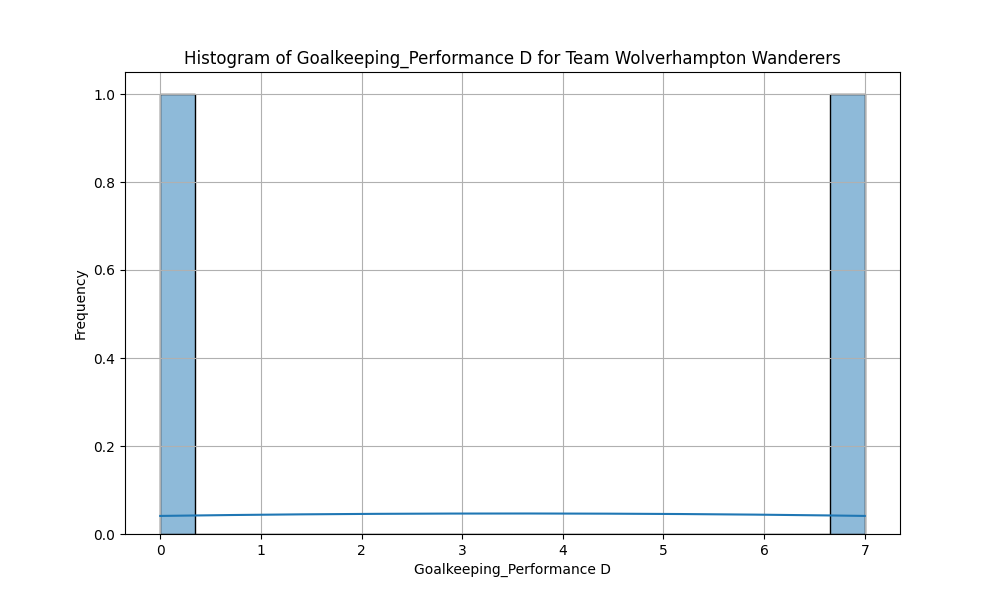 Histogram of Goalkeeping_Performance D for Team Wolverhampton Wanderers
1.0
0.8
0.6
0.4
0.2
0.0
Frequency
0 1 2 3 4 5 6 7
Goalkeeping_Performance D